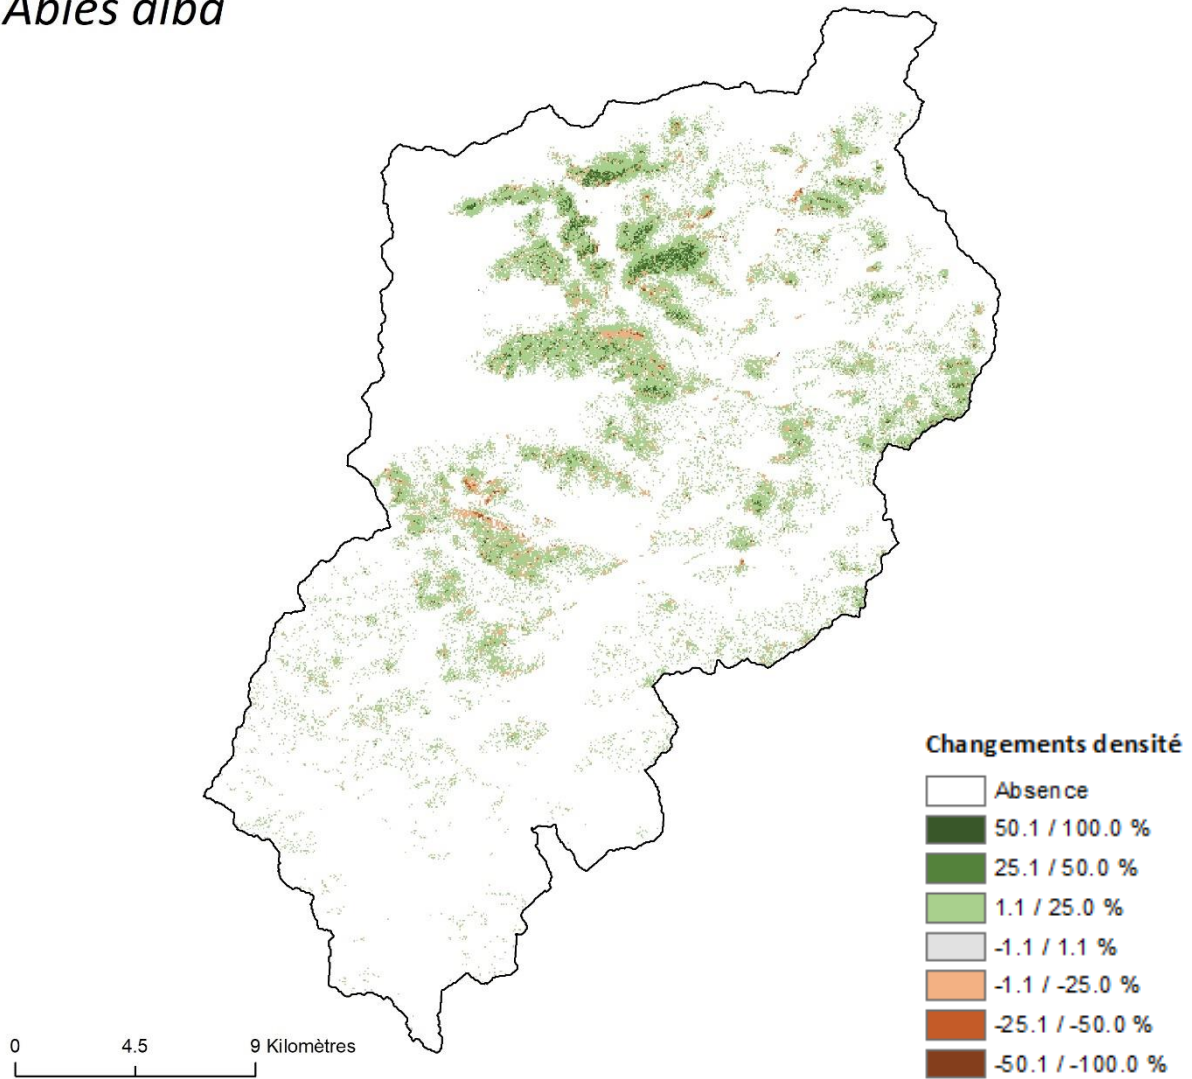 Abies alba
Changements densité
Absence
50.1 / 100.0 %
25.1 / 50.0 %
1.1 / 25.0 %
-1.1 / 1.1 %
-1.1 / -25.0 %
-25.1 / -50.0 %
-50.1 / -100.0 %
0 4.5 9 Kilomètres